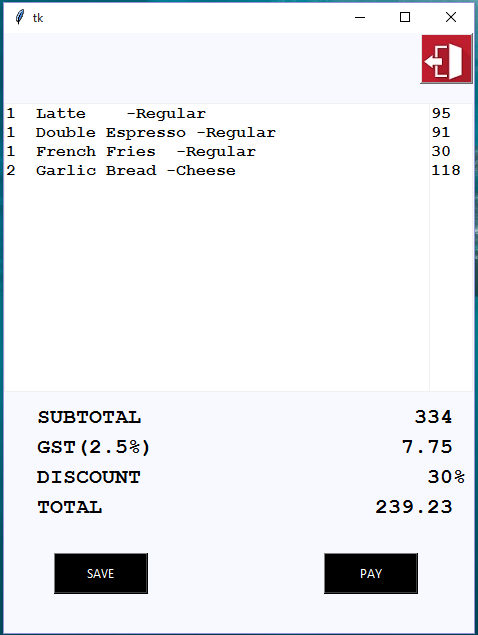 tk
1 Latte -Regular 95
1 Double Espresso -Regular 91
1 French Fries -Regular 30
2 Garlic Bread -Cheese 118
SUBTOTAL 334
GST(2.5%) 7.75
DISCOUNT 30%
TOTAL 239.23
SAVE PAY